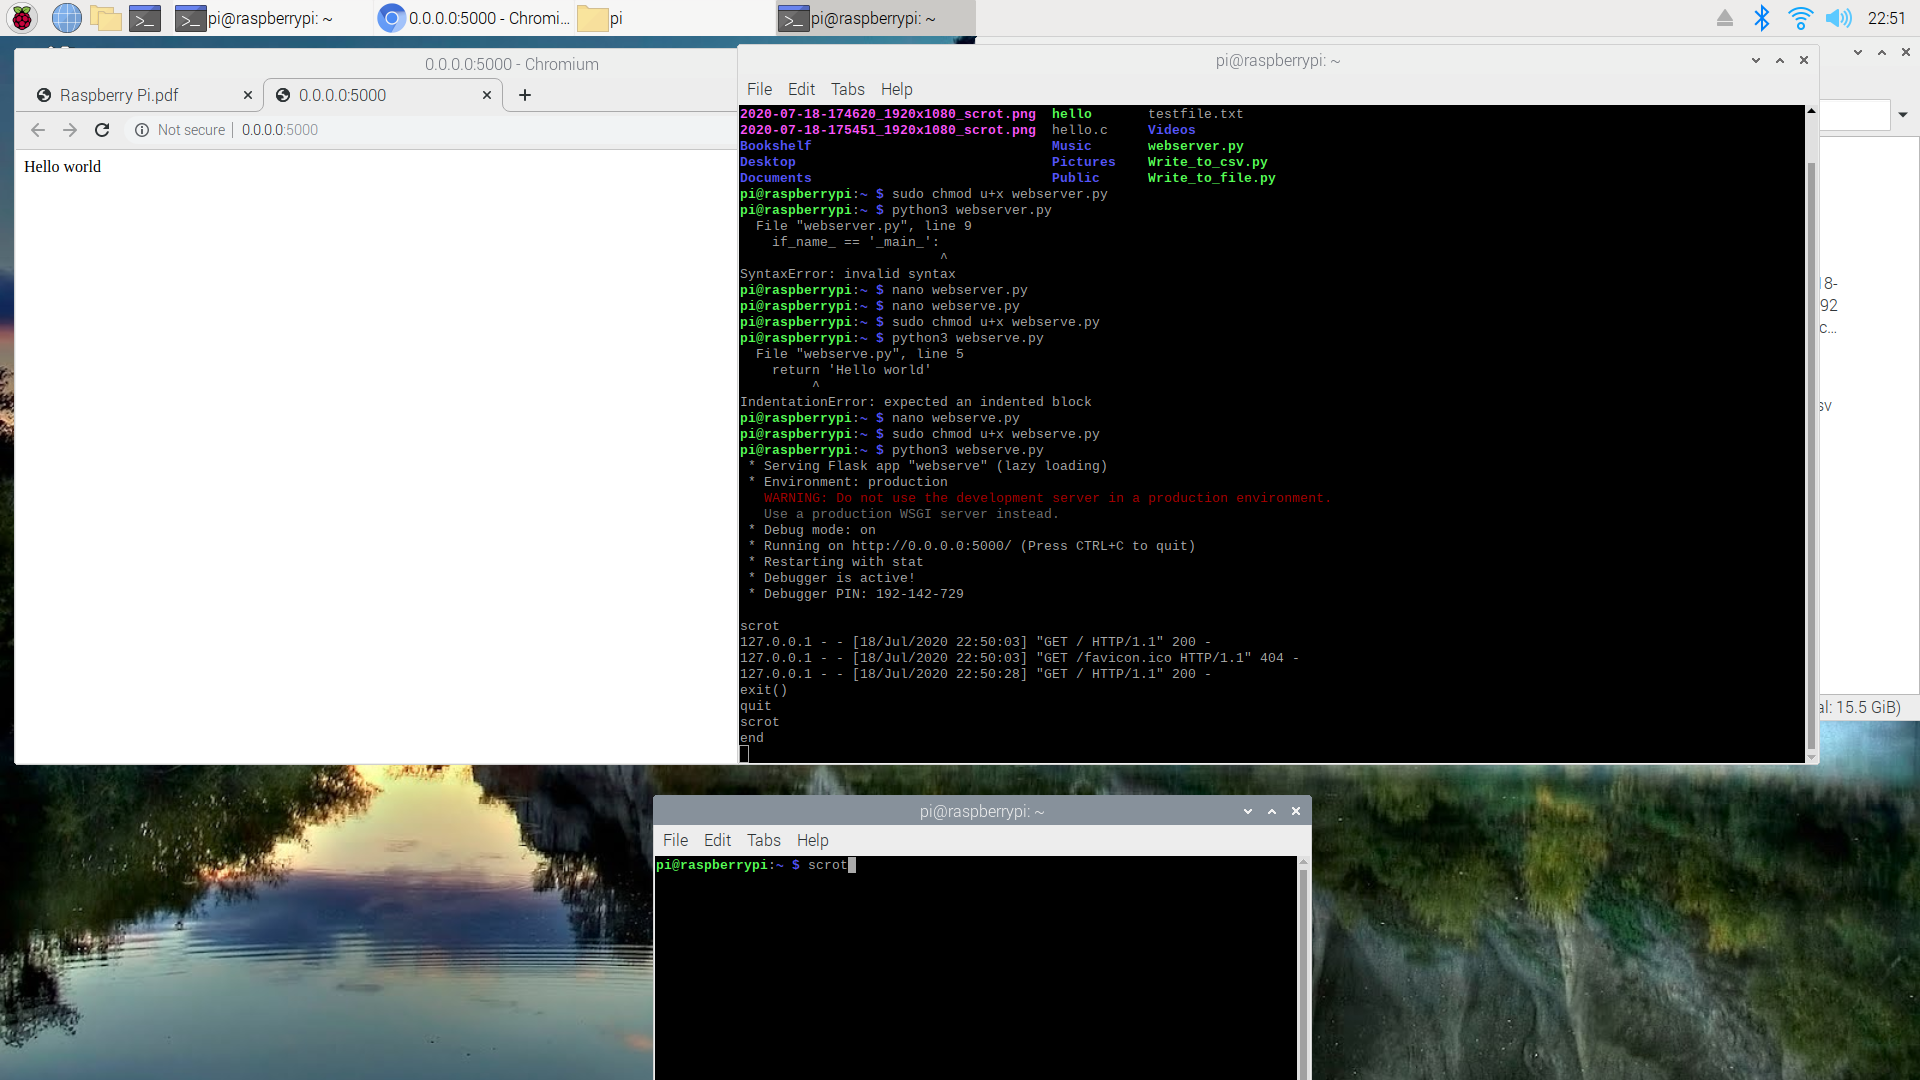 pi@raspberrypi: ~
0.0.0.0:5000 - Chromi...
pi
pi@raspberrypi: ~
22:51
0.0.0.0:5000 - Chromium
Raspberry Pi.pdf
0.0.0.0:5000
Not secure
0.0.0.0:5000
Hello world
pi@raspberrypi: ~
File Edit Tabs Help
2020-07-18-174620_1920x1080_scrot.png hello testfile.txt
2020-07-18-175451_1920x1080_scrot.png hello.c Videos
Bookshelf Music webserver.py
Desktop Pictures Write_to_csv.py
Documents Public Write_to_file.py
pi@raspberrypi:~ $ sudo chmod u+x webserver.py
pi@raspberrypi:~ $ python3 webserver.py
File "webserver.py", line 9
if_name_ == '_main_':
^
SyntaxError: invalid syntax
pi@raspberrypi:~ $ nano webserver.py
pi@raspberrypi:~ $ nano webserve.py
pi@raspberrypi:~ $ sudo chmod u+x webserve.py
pi@raspberrypi:~ $ python3 webserve.py
File "webserve.py", line 5
return 'Hello world'
^
IndentationError: expected an indented block
pi@raspberrypi:~ $ nano webserve.py
pi@raspberrypi:~ $ sudo chmod u+x webserve.py
pi@raspberrypi:~ $ python3 webserve.py
* Serving Flask app "webserve" (lazy loading)
* Environment: production
WARNING: Do not use the development server in a production environment.
Use a production WSGI server instead.
* Debug mode: on
* Running on http://0.0.0.0:5000/ (Press CTRL+C to quit)
* Restarting with stat
* Debugger is active!
* Debugger PIN: 192-142-729
scrot
127.0.0.1 - - [18/Jul/2020 22:50:03] "GET / HTTP/1.1" 200 -
127.0.0.1 - - [18/Jul/2020 22:50:03] "GET /favicon.ico HTTP/1.1" 404 -
127.0.0.1 - - [18/Jul/2020 22:50:28] "GET / HTTP/1.1" 200 -
exit()
quit
scrot
end
18-
92
c...
sv
al: 15.5 GiB)
pi@raspberrypi: ~
File Edit Tabs Help
pi@raspberrypi:~ $ scrot